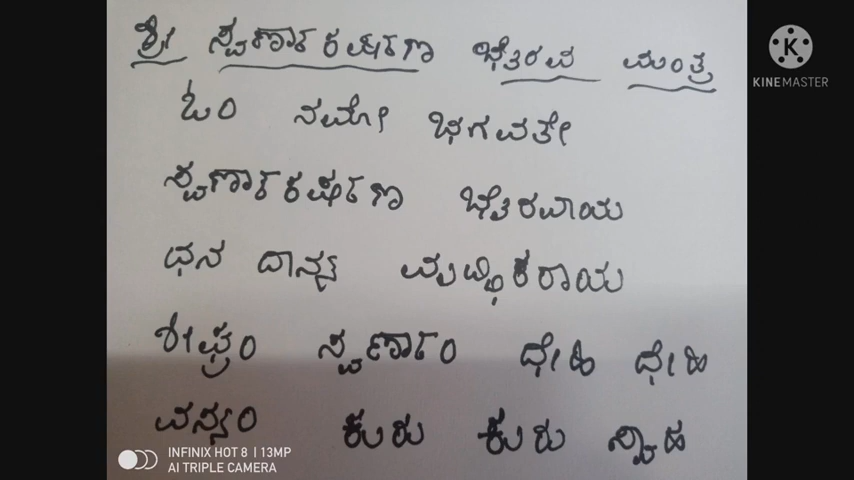 ಶ್ರೀ ಸ್ವರ್ಣಾಕರ್ಷಣ ಭೈರವ ಮಂತ್ರ
ಓಂ ನಮೋ ಭಗವತೇ
ಸ್ವರ್ಣಾಕರ್ಷಣ ಭೈರವಾಯ
ಧನ ದಾನ್ಯ ವೃದ್ಧಿಕರಾಯ
ಶೀಘ್ರಂ ಸ್ವರ್ಣಂ ಧೇಹಿ ಧೇಹಿ
ವಸ್ಯಂ ಕುರು ಕುರು ಸ್ವಾಹ
KINEMASTER
INFINIX HOT 8 | 13MP
AI TRIPLE CAMERA